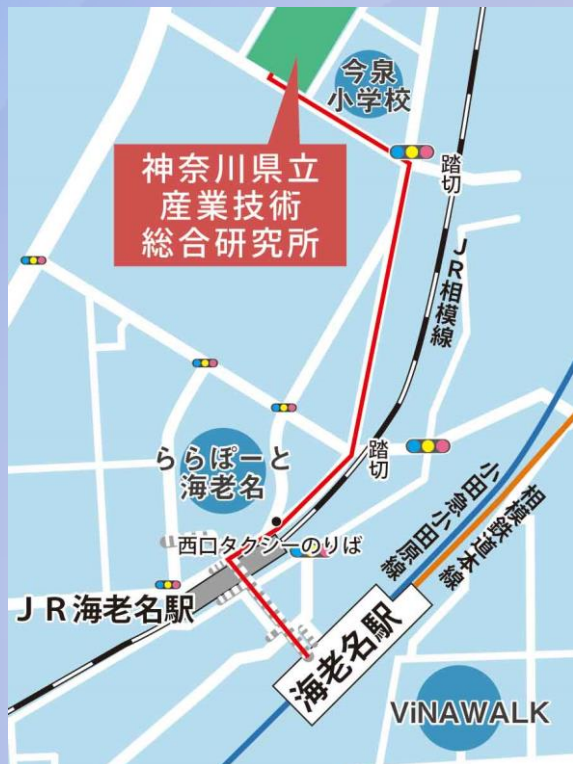 今泉
小学校
神奈川県立
産業技術
総合研究所
踏切
JR相模線
ららぽーと
海老名
踏切
相模鉄道本線
小田急小田原線
西口タクシーのりば
JR海老名駅
海老名駅
ViNAWALK